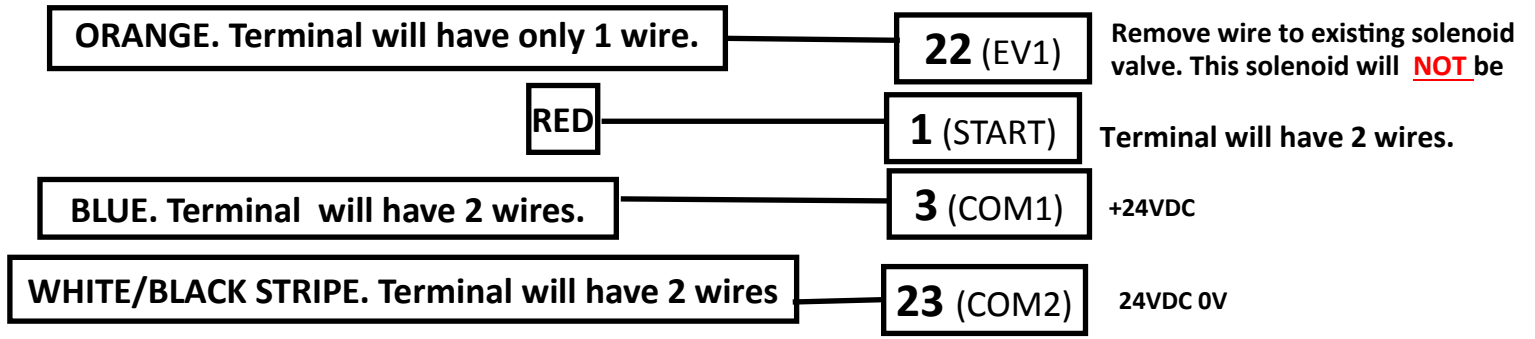 ORANGE. Terminal will have only 1 wire.
22 (EV1)
Remove wire to existing solenoid
valve. This solenoid will NOT be
RED
1 (START)
Terminal will have 2 wires.
BLUE. Terminal will have 2 wires.
3 (COM1)
+24VDC
WHITE/BLACK STRIPE. Terminal will have 2 wires
23 (COM2)
24VDC 0V